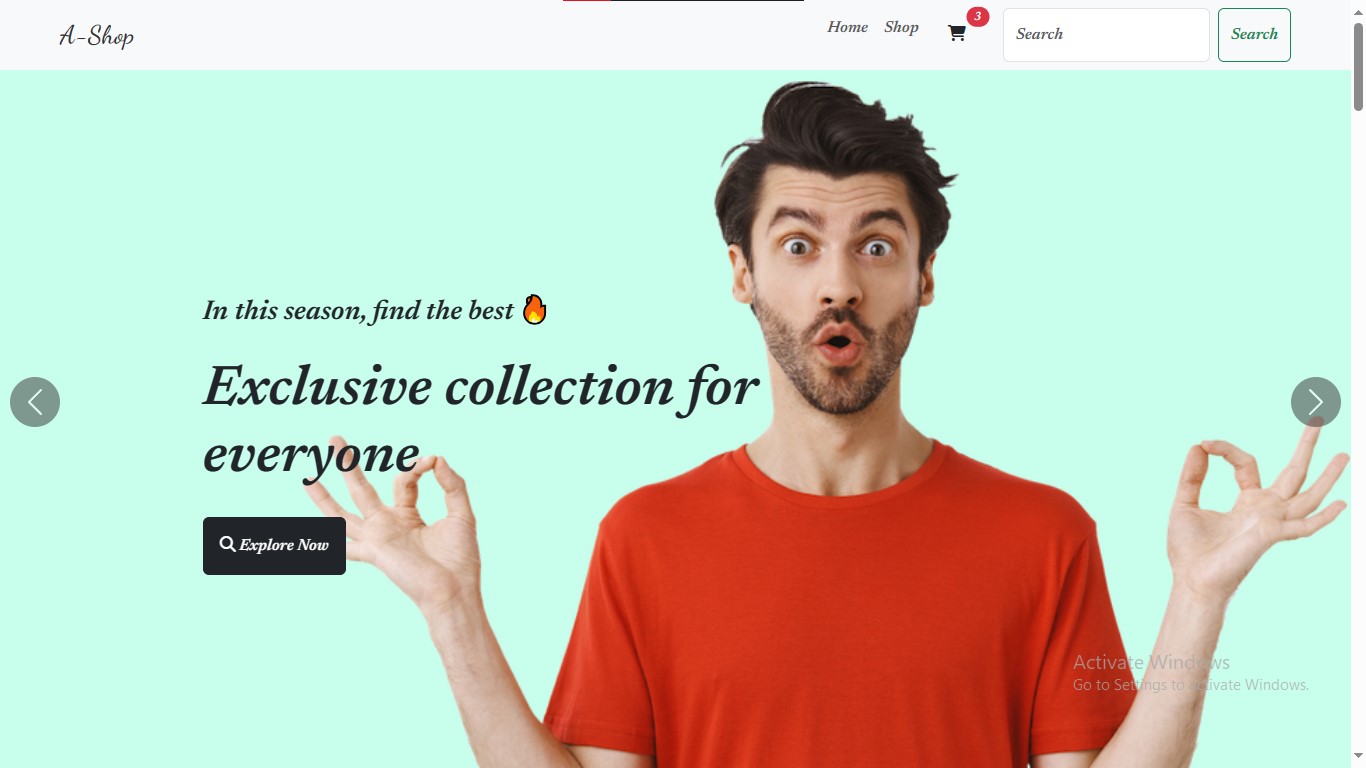 A-Shop
Home Shop 3 Search Search
In this season, find the best 🔥
Exclusive collection for
everyone
Explore Now
Activate Windows
Go to Settings to activate Windows.